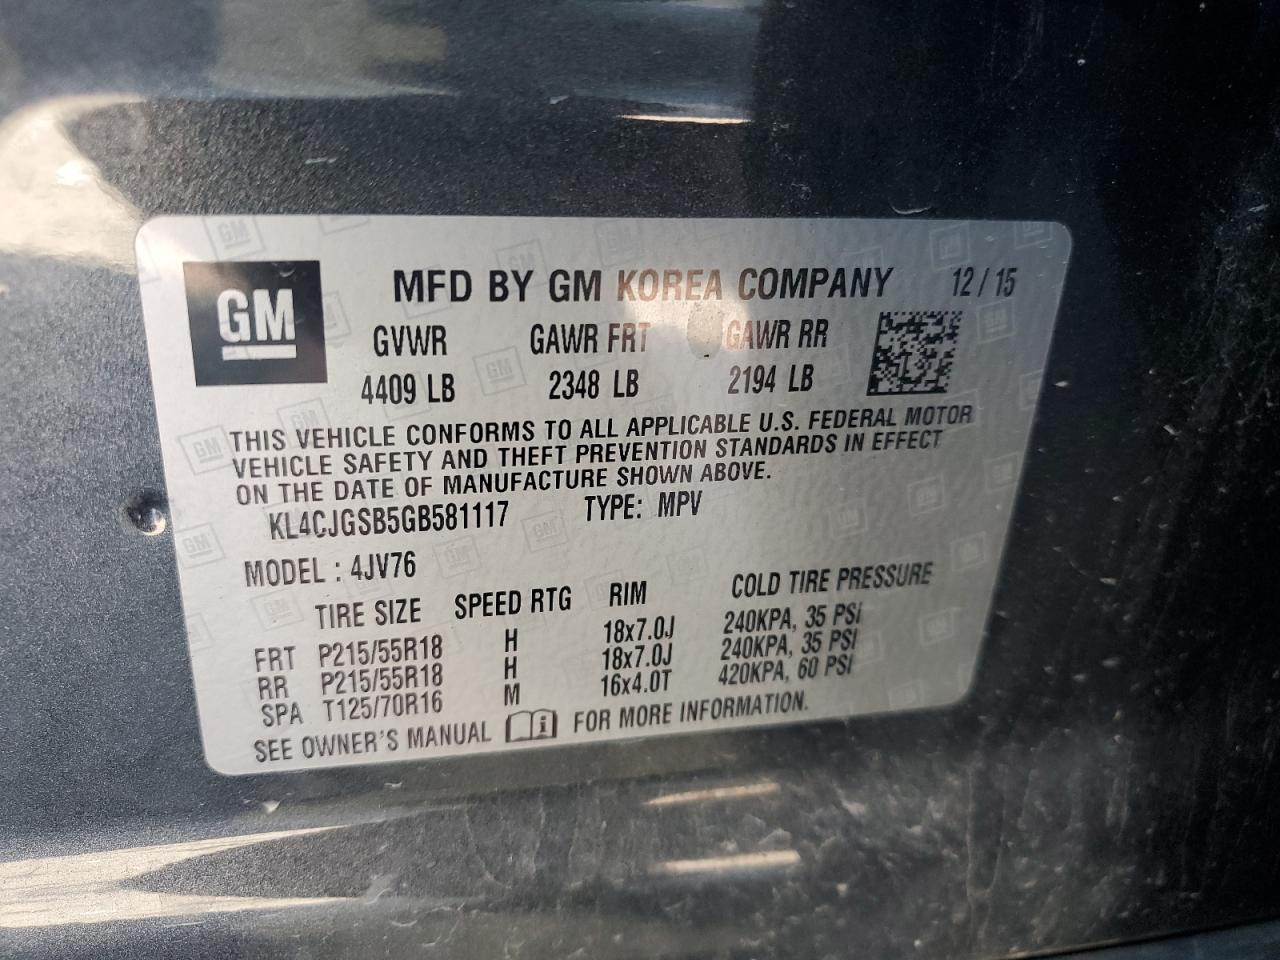 GM
MFD BY GM KOREA COMPANY 12/15
GVWR GAWR FRT GAWR RR
4409 LB 2348 LB 2194 LB
THIS VEHICLE CONFORMS TO ALL APPLICABLE U.S. FEDERAL MOTOR
VEHICLE SAFETY AND THEFT PREVENTION STANDARDS IN EFFECT
ON THE DATE OF MANUFACTURE SHOWN ABOVE.
KL4CJGSB5GB581117 TYPE: MPV
MODEL : 4JV76
TIRE SIZE SPEED RTG RIM COLD TIRE PRESSURE
FRT P215/55R18 H 18x7.0J 240KPA, 35 PSI
RR P215/55R18 H 18x7.0J 240KPA, 35 PSI
SPA T125/70R16 M 16x4.0T 420KPA, 60 PSI
SEE OWNER'S MANUAL i FOR MORE INFORMATION.